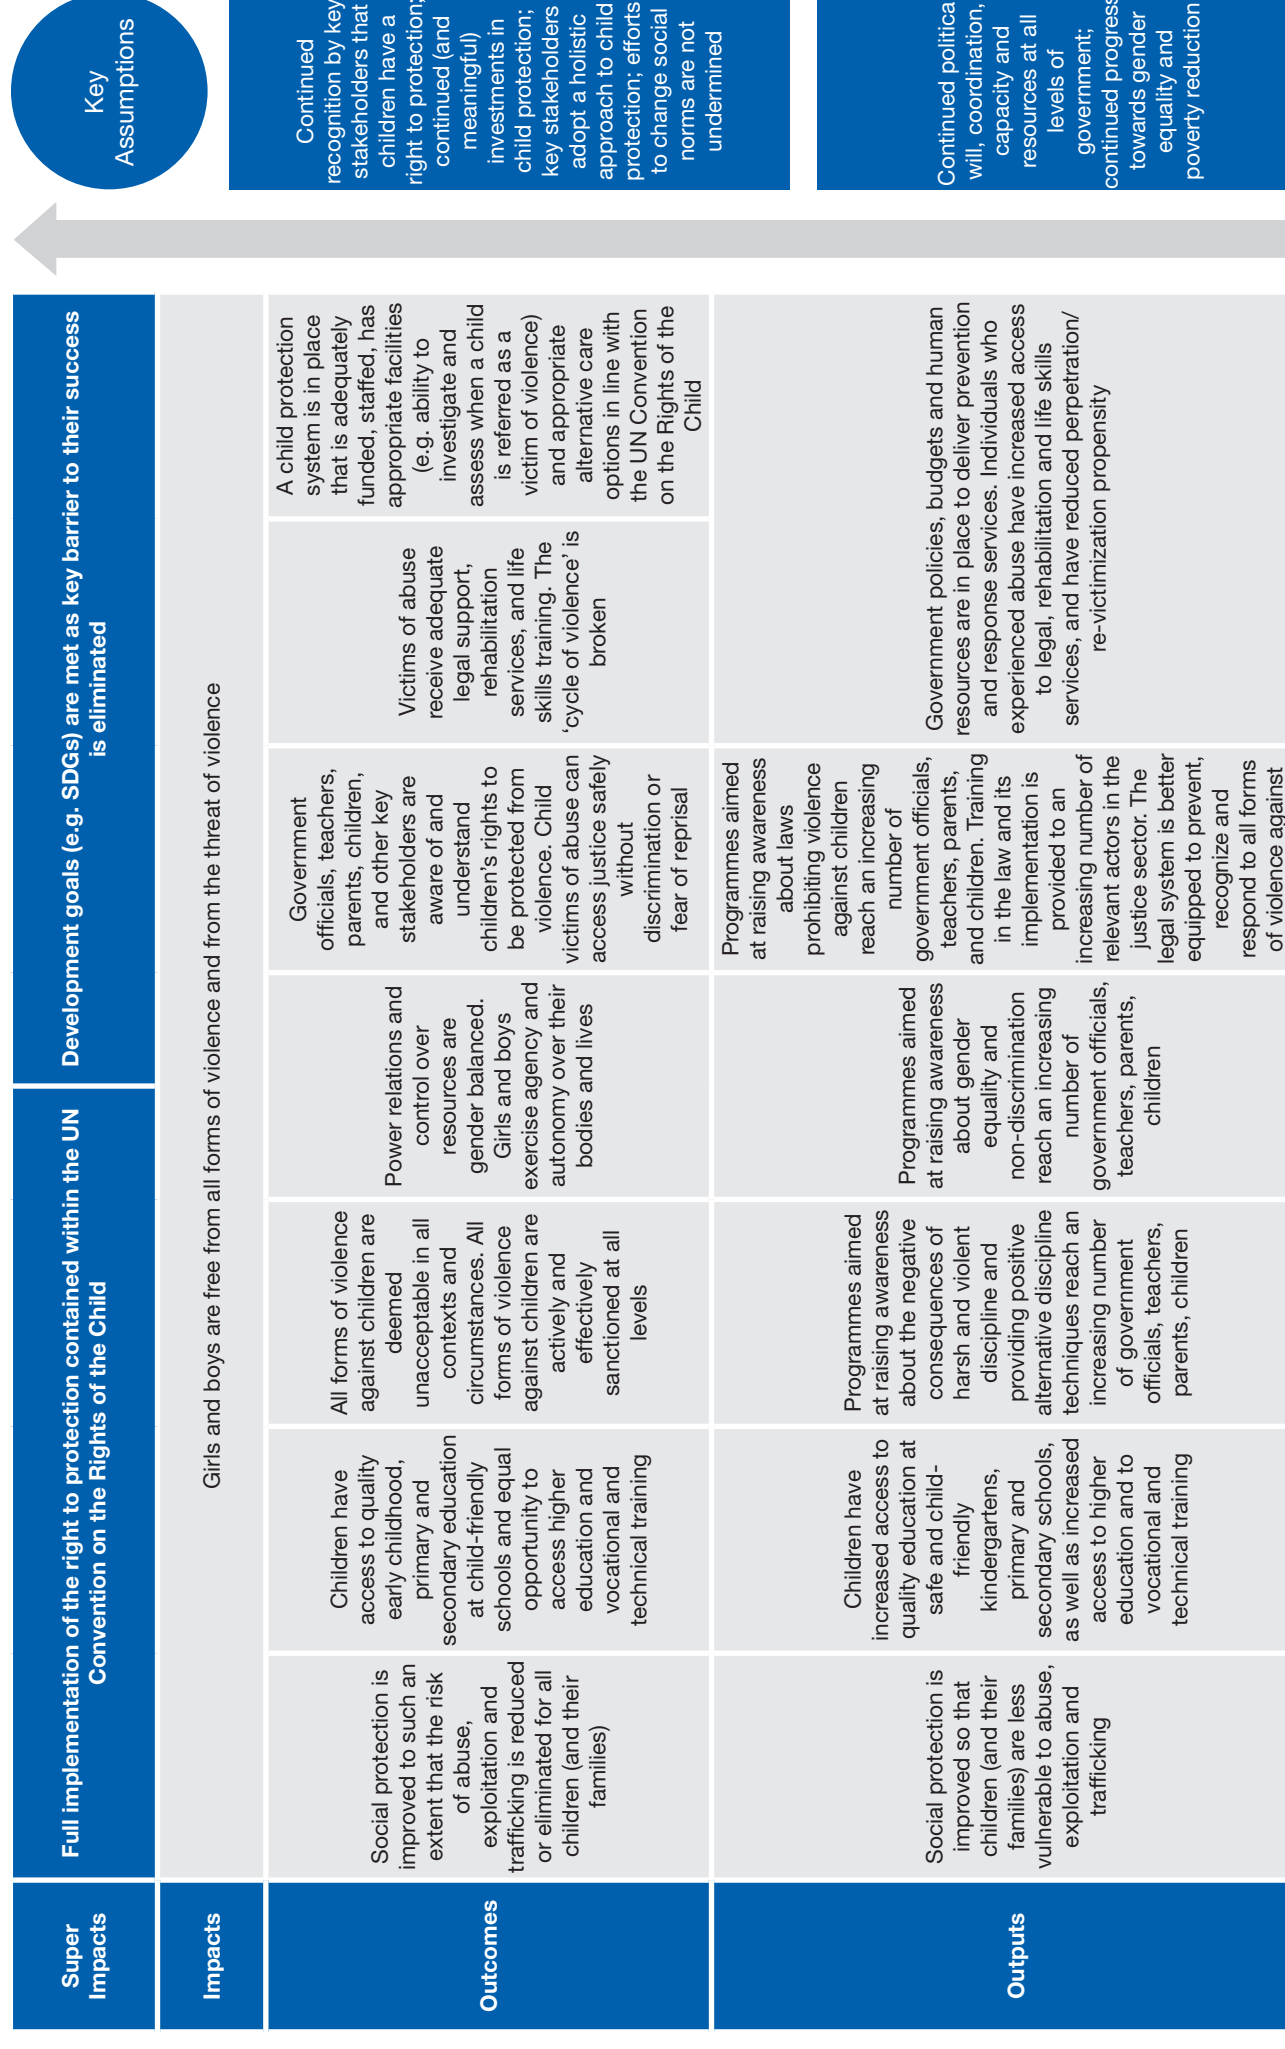 Super
Impacts
Full implementation of the right to protection contained within the UN
Convention on the Rights of the Child
Development goals (e.g. SDGs) are met as key barrier to their success
is eliminated
Key
Assumptions
Impacts
Girls and boys are free from all forms of violence and from the threat of violence
Outcomes
Social protection is
improved to such an
extent that the risk
of abuse,
exploitation and
trafficking is reduced
or eliminated for all
children (and their
families)
Children have
access to quality
early childhood,
primary and
secondary education
at child-friendly
schools and equal
opportunity to
access higher
education and
vocational and
technical training
All forms of violence
against children are
deemed
unacceptable in all
contexts and
circumstances. All
forms of violence
against children are
actively and
effectively
sanctioned at all
levels
Power relations and
control over
resources are
gender balanced.
Girls and boys
exercise agency and
autonomy over their
bodies and lives
Government
officials, teachers,
parents, children,
and other key
stakeholders are
aware of and
understand
children’s rights to
be protected from
violence. Child
victims of abuse can
access justice safely
without
discrimination or
fear of reprisal
Victims of abuse
receive adequate
legal support,
rehabilitation
services, and life
skills training. The
‘cycle of violence’ is
broken
A child protection
system is in place
that is adequately
funded, staffed, has
appropriate facilities
(e.g. ability to
investigate and
assess when a child
is referred as a
victim of violence)
and appropriate
alternative care
options in line with
the UN Convention
on the Rights of the
Child
Continued
recognition by key
stakeholders that
children have a
right to protection;
continued (and
meaningful)
investments in
child protection;
key stakeholders
adopt a holistic
approach to child
protection; efforts
to change social
norms are not
undermined
Outputs
Social protection is
improved so that
children (and their
families) are less
vulnerable to abuse,
exploitation and
trafficking
Children have
increased access to
quality education at
safe and child-
friendly
kindergartens,
primary and
secondary schools,
as well as increased
access to higher
education and to
vocational and
technical training
Programmes aimed
at raising awareness
about the negative
consequences of
harsh and violent
discipline and
providing positive
alternative discipline
techniques reach an
increasing number
of government
officials, teachers,
parents, children
Programmes aimed
at raising awareness
about gender
equality and
non-discrimination
reach an increasing
number of
government officials,
teachers, parents,
children
Programmes aimed
at raising awareness
about laws
prohibiting violence
against children
reach an increasing
number of
government officials,
teachers, parents,
and children. Training
in the law and its
implementation is
provided to an
increasing number of
relevant actors in the
justice sector. The
legal system is better
equipped to prevent,
recognize and
respond to all forms
of violence against
Government policies, budgets and human
resources are in place to deliver prevention
and response services. Individuals who
experienced abuse have increased access
to legal, rehabilitation and life skills
services, and have reduced perpetration/
re-victimization propensity
Continued political
will, coordination,
capacity and
resources at all
levels of
government;
continued progress
towards gender
equality and
poverty reduction